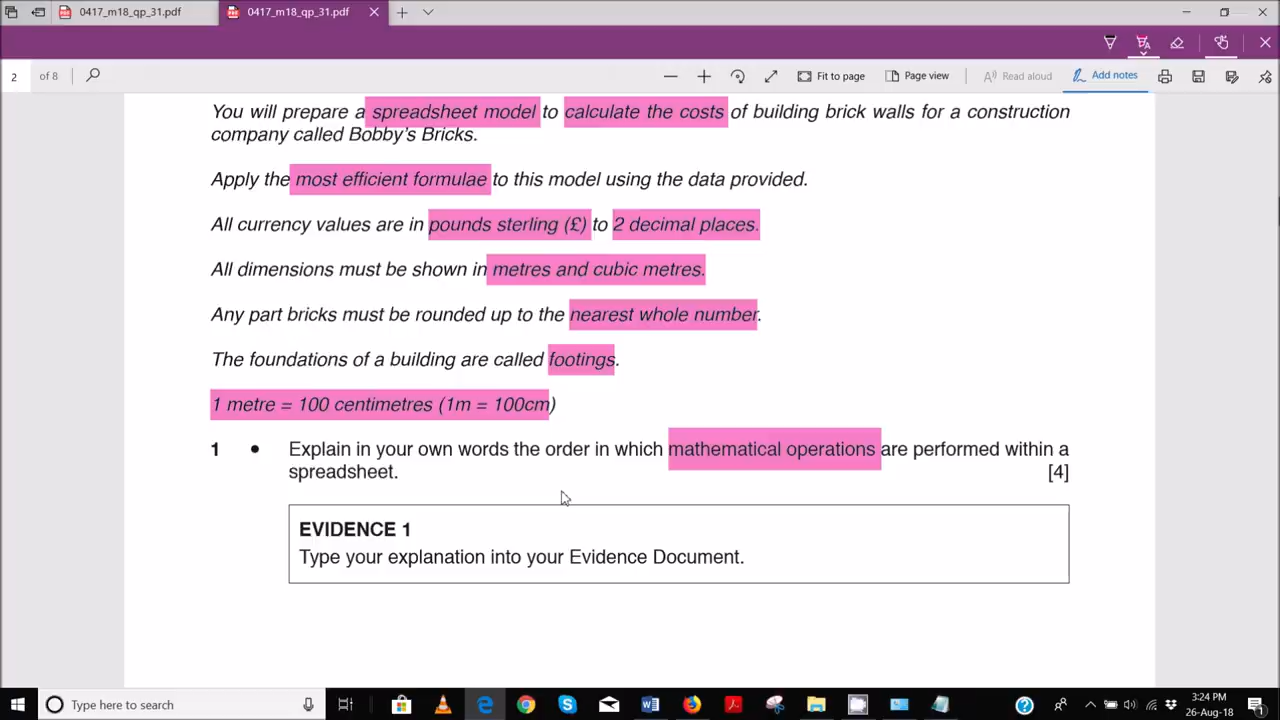 0417_m18_qp_31.pdf
0417_m18_qp_31.pdf
2 of 8
Fit to page
Page view
Read aloud
Add notes
You will prepare a spreadsheet model to calculate the costs of building brick walls for a construction
company called Bobby's Bricks.
Apply the most efficient formulae to this model using the data provided.
All currency values are in pounds sterling (£) to 2 decimal places.
All dimensions must be shown in metres and cubic metres.
Any part bricks must be rounded up to the nearest whole number.
The foundations of a building are called footings.
1 metre = 100 centimetres (1m = 100cm)
1 • Explain in your own words the order in which mathematical operations are performed within a
spreadsheet. [4]
EVIDENCE 1
Type your explanation into your Evidence Document.
Type here to search
3:24 PM
26-Aug-18